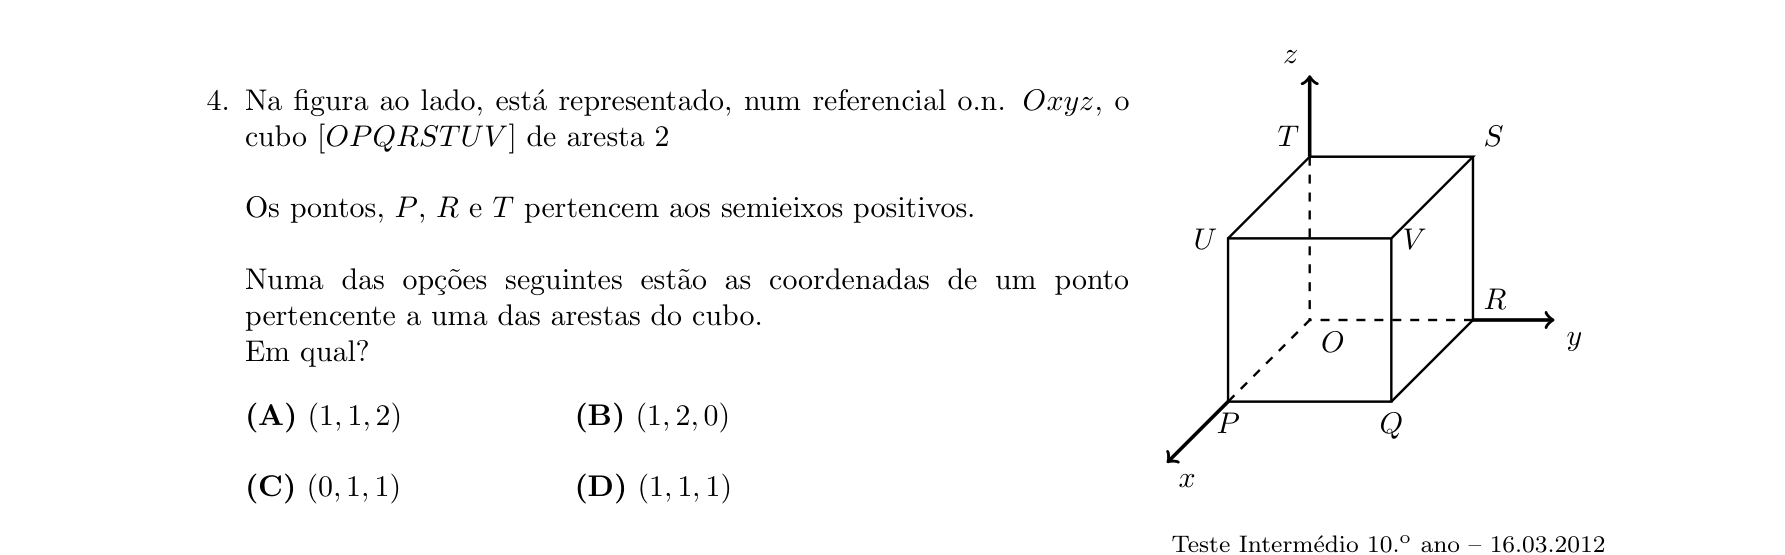 4. Na figura ao lado, está representado, num referencial o.n. Oxyz, o
cubo [OPQRSTUV] de aresta 2
Os pontos, P, R e T pertencem aos semieixos positivos.
Numa das opções seguintes estão as coordenadas de um ponto
pertencente a uma das arestas do cubo.
Em qual?
(A) (1, 1, 2) (B) (1, 2, 0)
(C) (0, 1, 1) (D) (1, 1, 1)
z
T
S
U
V
R
O
y
P
Q
x
Teste Intermédio 10.º ano – 16.03.2012